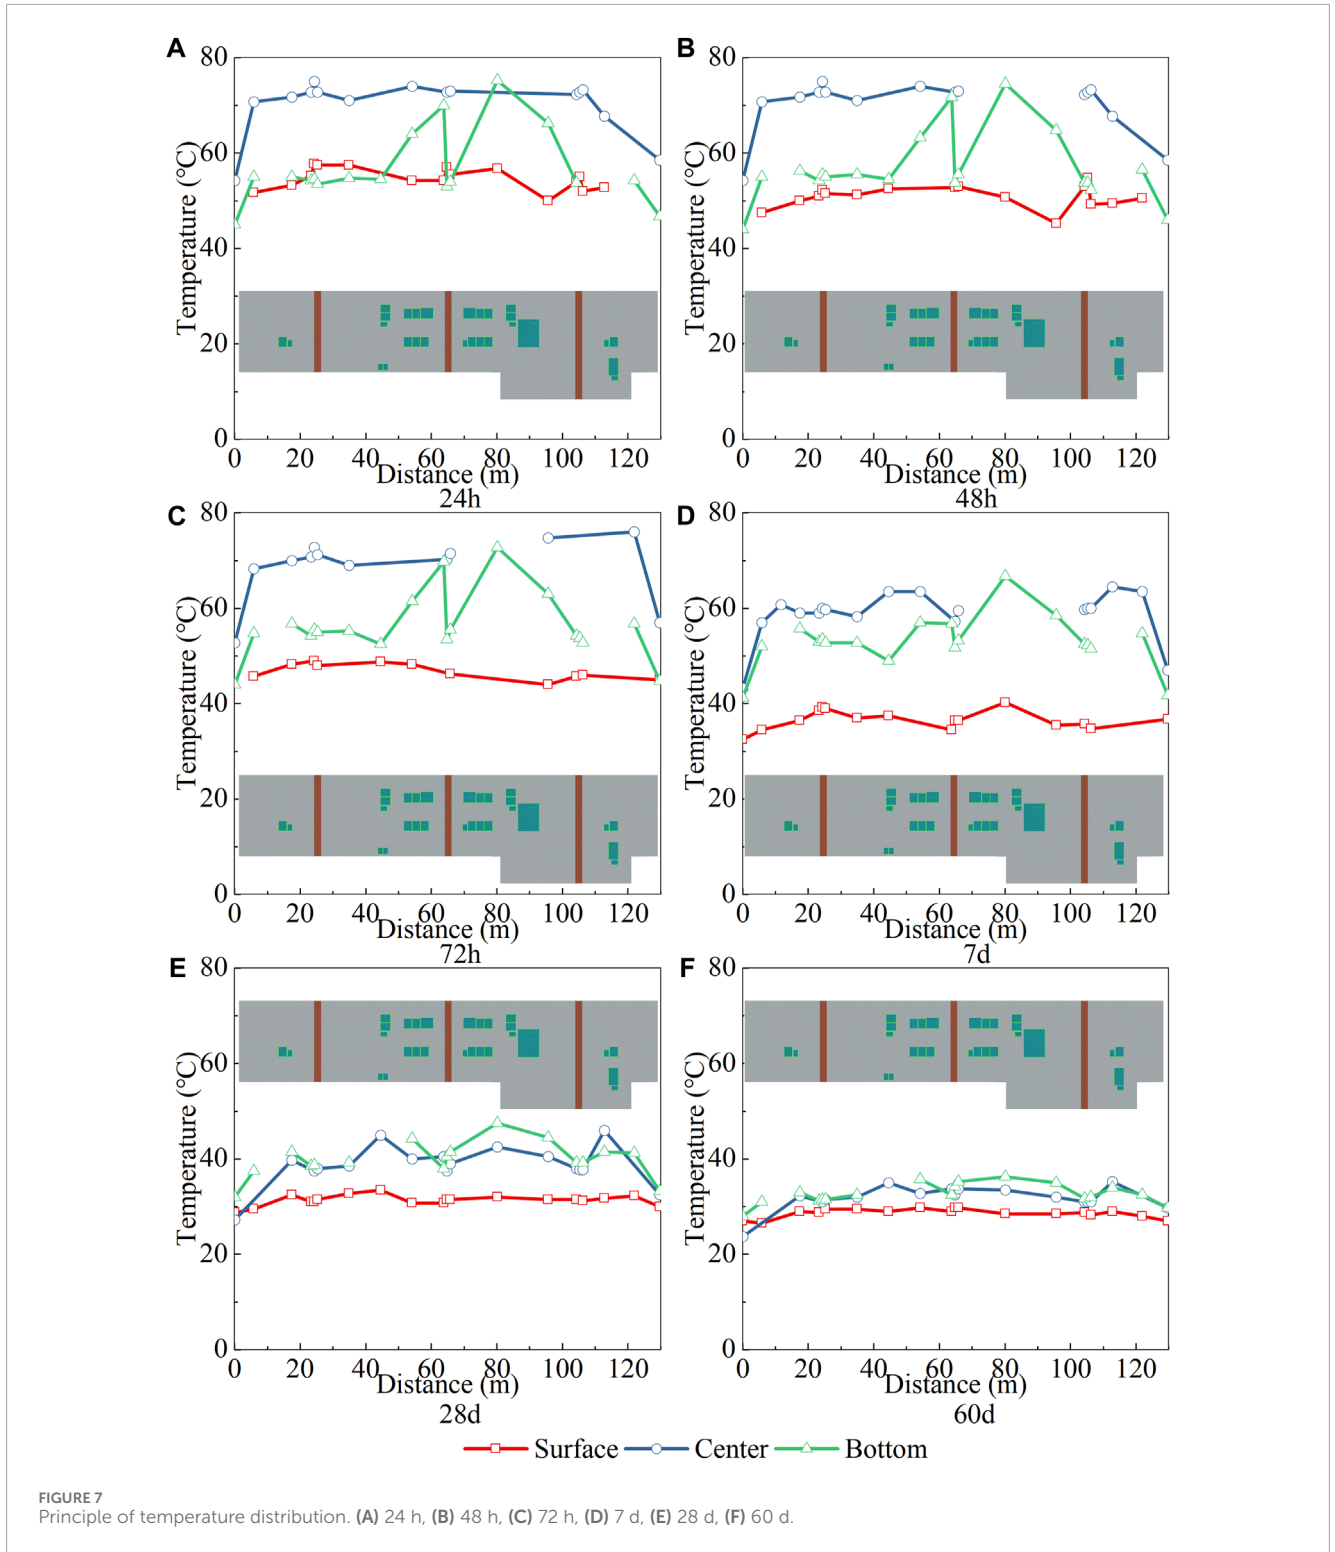 A
80
60
40
20
0
Temperature (°C)
0 20 40 60 80 100 120
Distance (m)
24h
B
80
60
40
20
0
Temperature (°C)
0 20 40 60 80 100 120
Distance (m)
48h
C
80
60
40
20
0
Temperature (°C)
0 20 40 60 80 100 120
Distance (m)
72h
D
80
60
40
20
0
Temperature (°C)
0 20 40 60 80 100 120
Distance (m)
7d
E
80
60
40
20
0
Temperature (°C)
0 20 40 60 80 100 120
Distance (m)
28d
F
80
60
40
20
0
Temperature (°C)
0 20 40 60 80 100 120
Distance (m)
60d
Surface Center Bottom
FIGURE 7
Principle of temperature distribution. (A) 24 h, (B) 48 h, (C) 72 h, (D) 7 d, (E) 28 d, (F) 60 d.